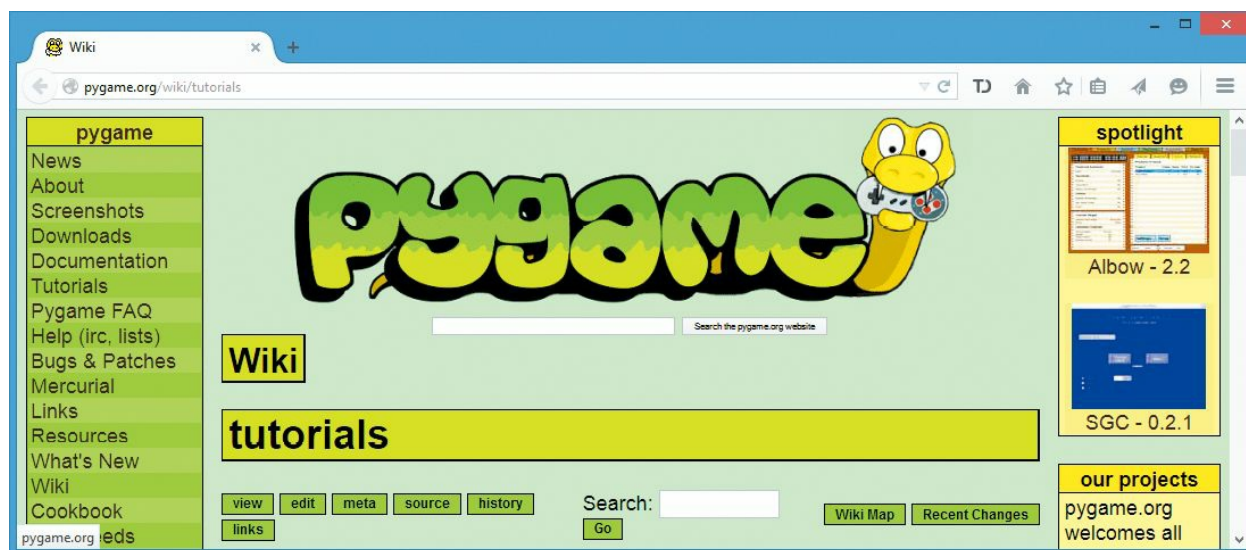 Wiki
pygame.org/wiki/tutorials
pygame
News
About
Screenshots
Downloads
Documentation
Tutorials
Pygame FAQ
Help (irc, lists)
Bugs & Patches
Mercurial
Links
Resources
What's New
Wiki
Cookbook
eeds
pygame.org
pygame
Search the pygame.org website
Wiki
tutorials
view edit meta source history
links
Search:
Go
Wiki Map Recent Changes
spotlight
Albow - 2.2
SGC - 0.2.1
our projects
pygame.org
welcomes all